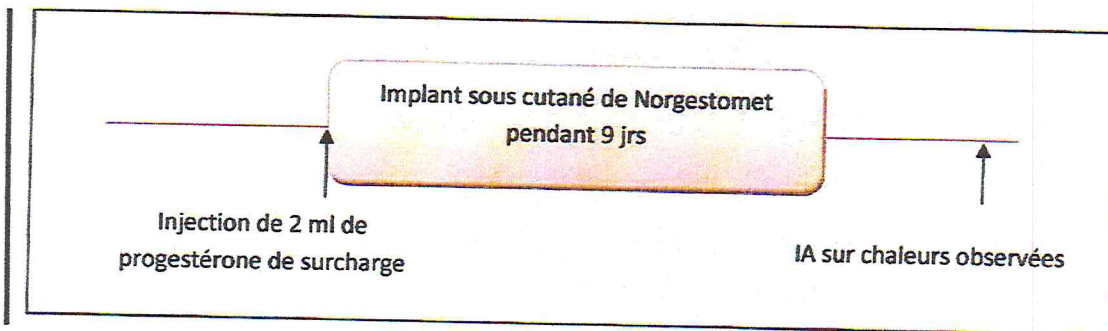 Implant sous cutané de Norgestomet
pendant 9 jrs
Injection de 2 ml de
progestérone de surcharge
IA sur chaleurs observées